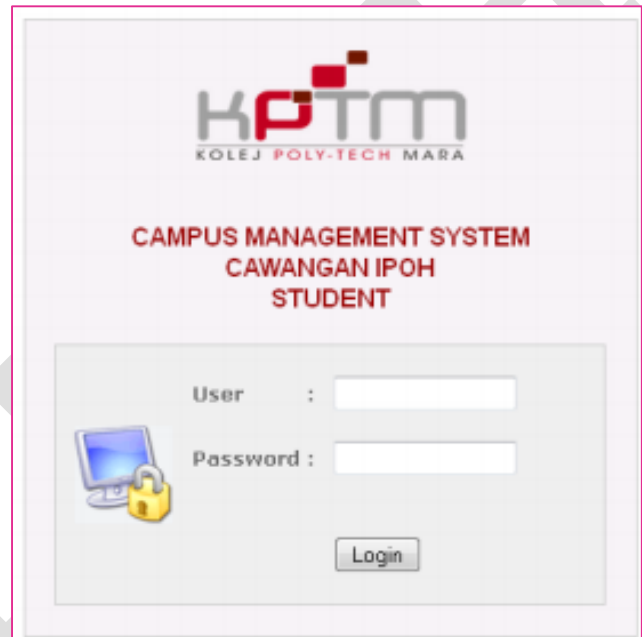 KPTM
KOLEJ POLY-TECH MARA
CAMPUS MANAGEMENT SYSTEM
CAWANGAN IPOH
STUDENT
User :
Password :
Login